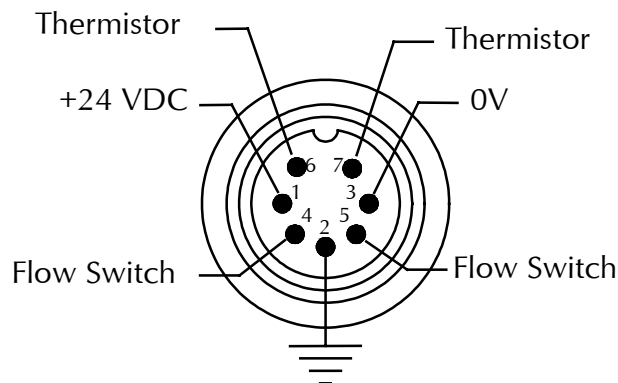 Thermistor
Thermistor
+24 VDC
0V
6 7
1 3
4 5
2
Flow Switch
Flow Switch